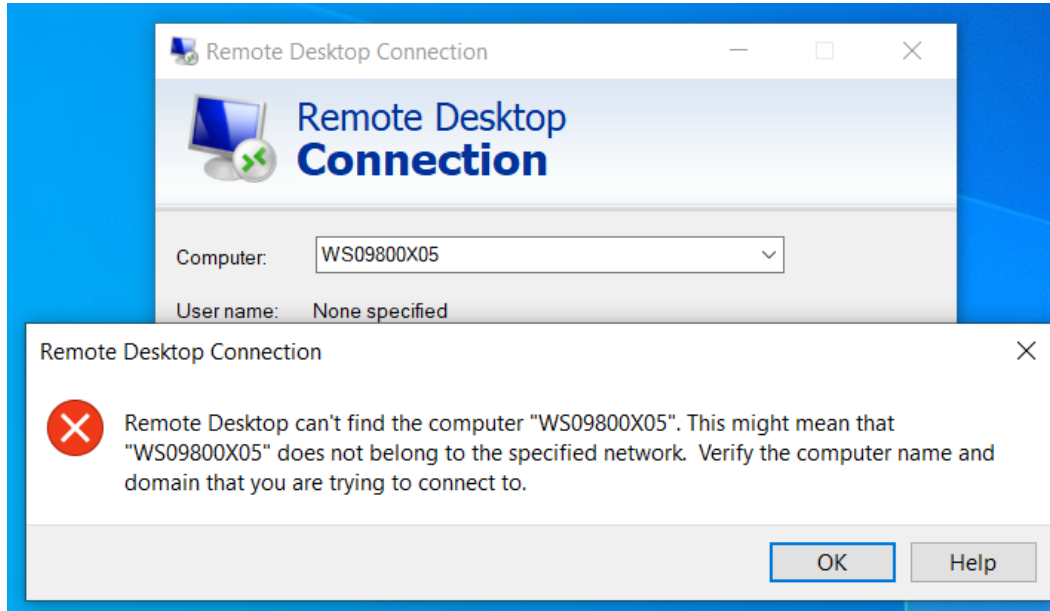 Remote Desktop Connection
Remote Desktop
Connection
Computer: WS09800X05
User name: None specified
Remote Desktop Connection
Remote Desktop can't find the computer "WS09800X05". This might mean that
"WS09800X05" does not belong to the specified network.  Verify the computer name and
domain that you are trying to connect to.
OK Help